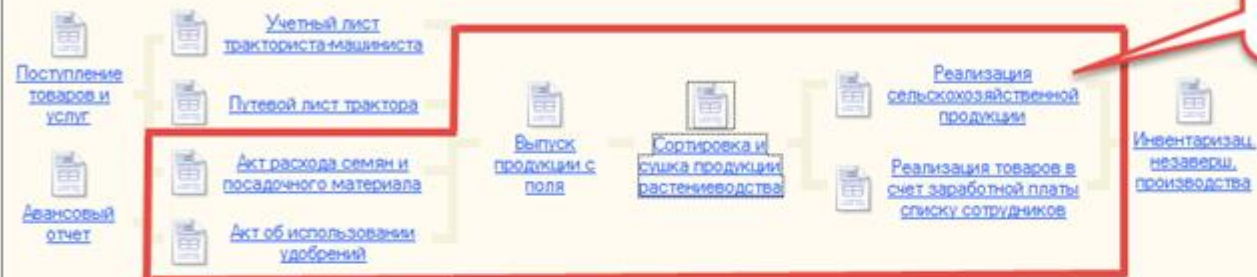 Поступление
товаров и
услуг
Авансовый
отчет
Учетный лист
тракториста-машиниста
Путевой лист трактора
Акт расхода семян и
посадочного материала
Акт об использовании
удобрений
Выпуск
продукции с
поля
Сортировка и
сушка продукции
растениеводства
Реализация
сельскохозяйственной
продукции
Реализация товаров в
счет заработной платы
списку сотрудников
Инвентаризац.
незаверш.
производства